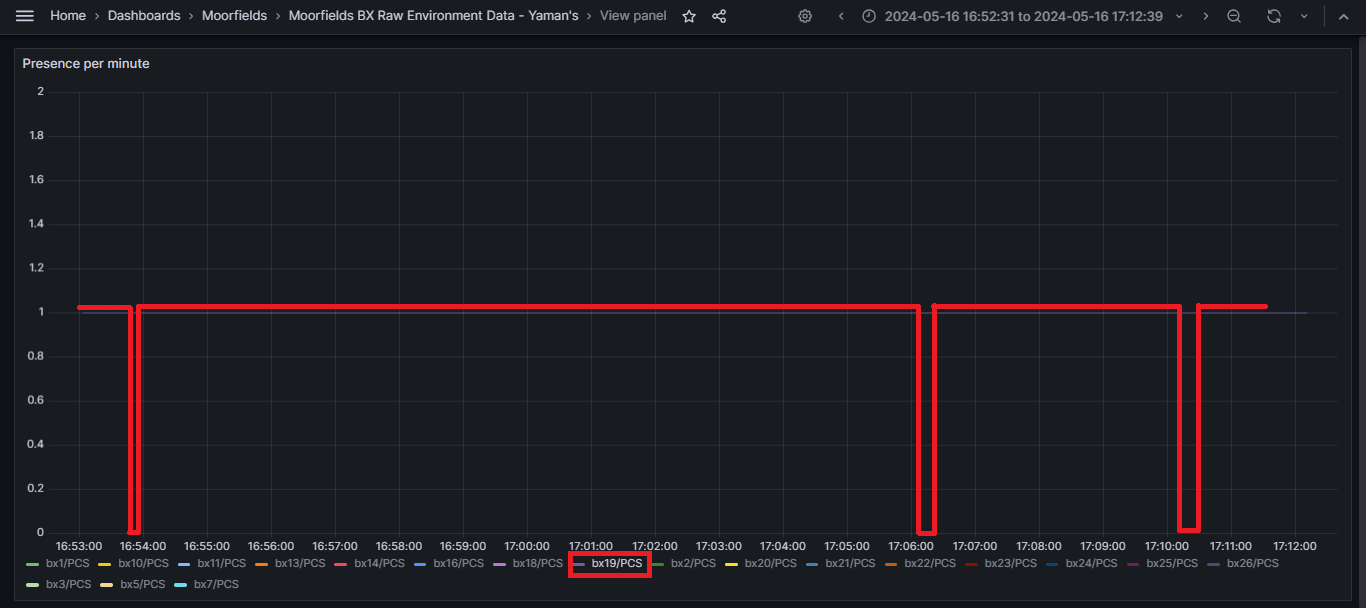 Home › Dashboards › Moorfields › Moorfields BX Raw Environment Data - Yaman's › View panel 2024-05-16 16:52:31 to 2024-05-16 17:12:39
Presence per minute
2
1.8
1.6
1.4
1.2
1
0.8
0.6
0.4
0.2
0
16:53:00 16:54:00 16:55:00 16:56:00 16:57:00 16:58:00 16:59:00 17:00:00 17:01:00 17:02:00 17:03:00 17:04:00 17:05:00 17:06:00 17:07:00 17:08:00 17:09:00 17:10:00 17:11:00 17:12:00
bx1/PCS bx10/PCS bx11/PCS bx13/PCS bx14/PCS bx16/PCS bx18/PCS bx19/PCS bx2/PCS bx20/PCS bx21/PCS bx22/PCS bx23/PCS bx24/PCS bx25/PCS bx26/PCS
bx3/PCS bx5/PCS bx7/PCS